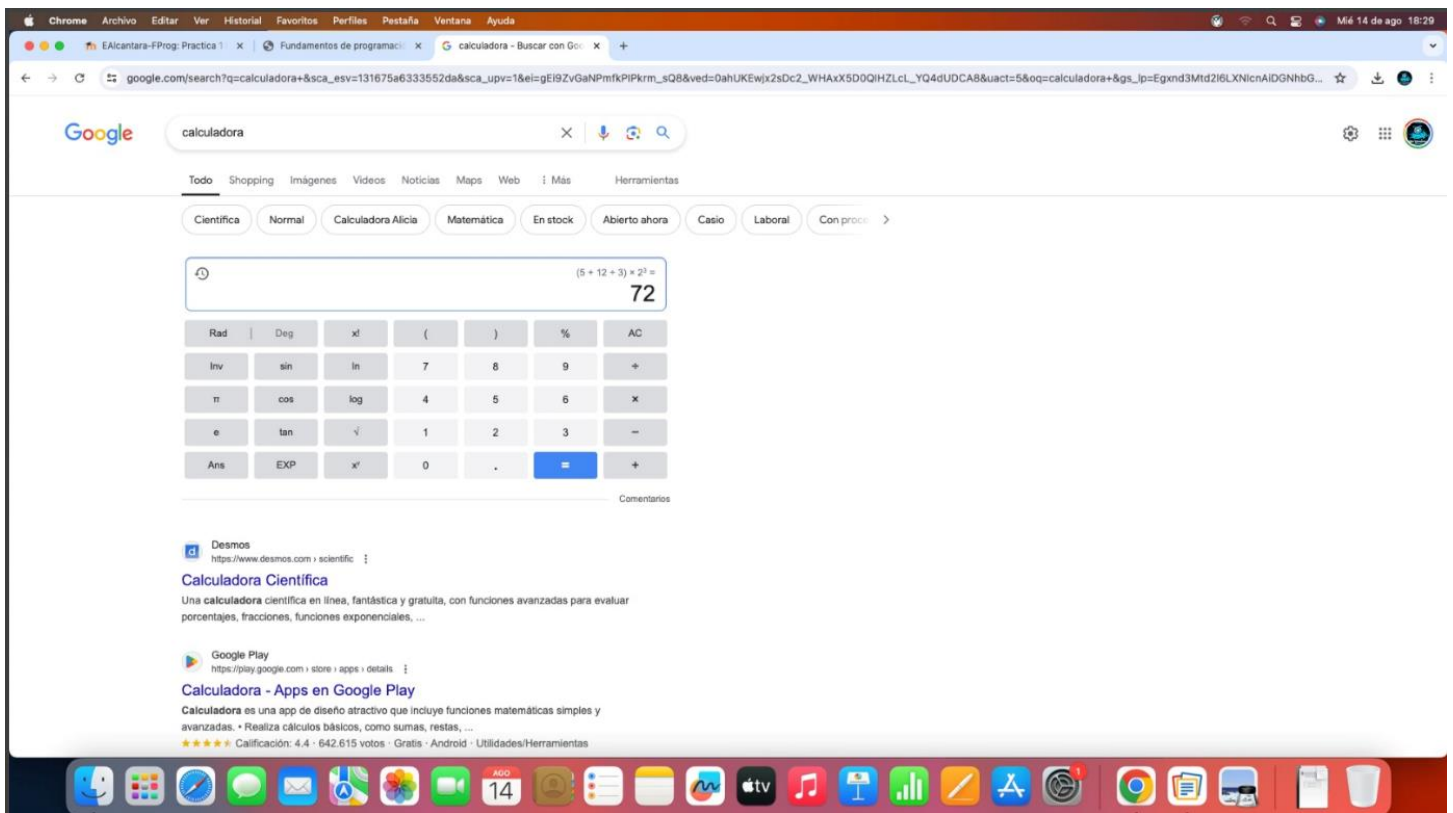 Chrome Archivo Editar Ver Historial Favoritos Perfiles Pestaña Ventana Ayuda Mié 14 de ago 18:29
EAlcantara-FProg: Practica 1 Fundamentos de programaci calculadora - Buscar con Goo
google.com/search?q=calculadora+&sca_esv=131675a6333552da&sca_upv=1&ei=gEi9ZvGaNPmfkPIPkrm_sQ8&ved=0ahUKEwjx2sDc2_WHAxX5D0QIHZLcL_YQ4dUDCA8&uact=5&oq=calculadora+&gs_lp=Egxnd3Mtd2l6LXNlcnAiDGNhbG...
Google calculadora
Todo Shopping Imágenes Videos Noticias Maps Web Más Herramientas
Científica Normal Calculadora Alicia Matemática En stock Abierto ahora Casio Laboral Con proce
(5 + 12 ÷ 3) × 2³ =
72
Rad | Deg x! ( ) % AC
Inv sin ln 7 8 9 ÷
π cos log 4 5 6 ×
e tan √ 1 2 3 −
Ans EXP xʸ 0 . = +
Comentarios
Desmos
https://www.desmos.com › scientific
Calculadora Científica
Una calculadora científica en línea, fantástica y gratuita, con funciones avanzadas para evaluar
porcentajes, fracciones, funciones exponenciales, ...
Google Play
https://play.google.com › store › apps › details
Calculadora - Apps en Google Play
Calculadora es una app de diseño atractivo que incluye funciones matemáticas simples y
avanzadas. • Realiza cálculos básicos, como sumas, restas, ...
Calificación: 4.4 · 642.615 votos · Gratis · Android · Utilidades/Herramientas
AGO
14
tv
1